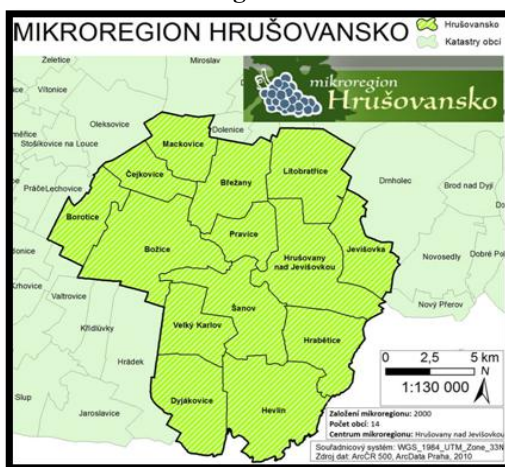 MIKROREGION HRUŠOVANSKO
Hrušovansko
Katastry obcí
mikroregion
Hrušovansko
Želetice
Miroslav
Vítonice
Oleksovice
Mackovice
Dolenice
Stošíkovice na Louce
Čejkovice
Břežany
Litobratřice
Drnholec
Brod nad Dyjí
Práče
Lechovice
Borotice
Božice
Pravice
Hrušovany
nad Jevišovkou
Jevišovka
Novosedly
Dobré Po
Valtrovice
Šanov
Nový Přerov
Křídlůvky
Velký Karlov
Hrabětice
Hrádek
Slup
Jaroslavice
Dyjákovice
Hevlín
0 2,5 5 km
N
1:130 000
Založení mikroregionu: 2000
Počet obcí: 14
Centrum mikroregionu: Hrušovany nad Jevišovkou
Souřadnicový systém: WGS_1984_UTM_Zone_33N
Zdroj dat: ArcČR 500, ArcData Praha, 2010